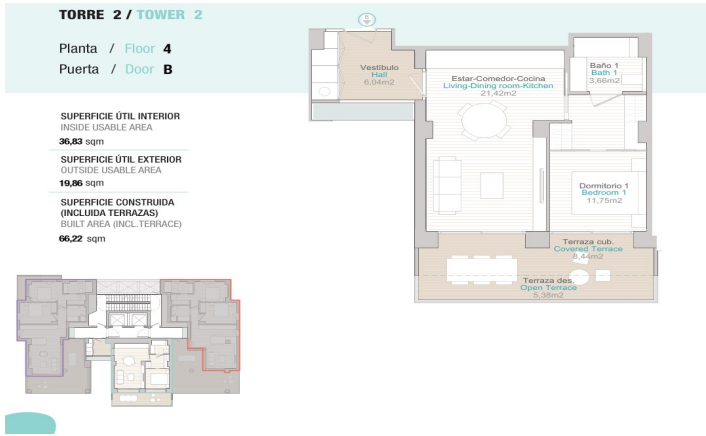 TORRE 2 / TOWER 2
Planta / Floor 4
Puerta / Door B
SUPERFICIE ÚTIL INTERIOR
INSIDE USABLE AREA
36,83 sqm
SUPERFICIE ÚTIL EXTERIOR
OUTSIDE USABLE AREA
19,86 sqm
SUPERFICIE CONSTRUIDA
(INCLUIDA TERRAZAS)
BUILT AREA (INCL.TERRACE)
66,22 sqm
B
Vestíbulo
Hall
6,04m2
Estar-Comedor-Cocina
Living-Dining room-Kitchen
21,42m2
Baño 1
Bath 1
3,66m2
Dormitorio 1
Bedroom 1
11,75m2
Terraza cub.
Covered Terrace
8,44m2
Terraza des.
Open Terrace
5,38m2